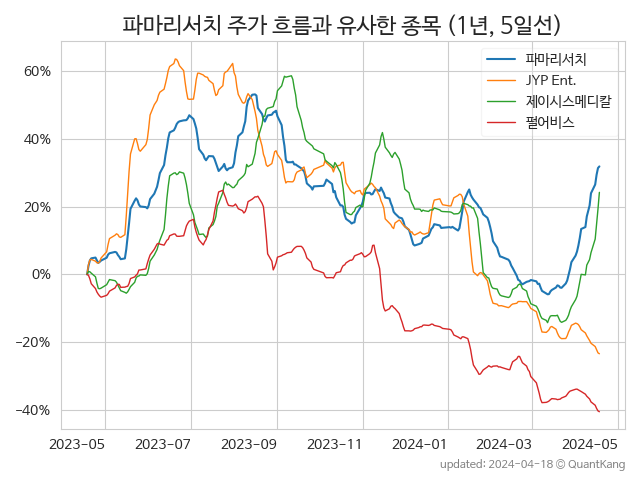 파마리서치 주가 흐름과 유사한 종목 (1년, 5일선)
파마리서치
JYP Ent.
제이시스메디칼
펄어비스
60%
40%
20%
0%
−20%
−40%
2023-05 2023-07 2023-09 2023-11 2024-01 2024-03 2024-05
updated: 2024-04-18 © QuantKang